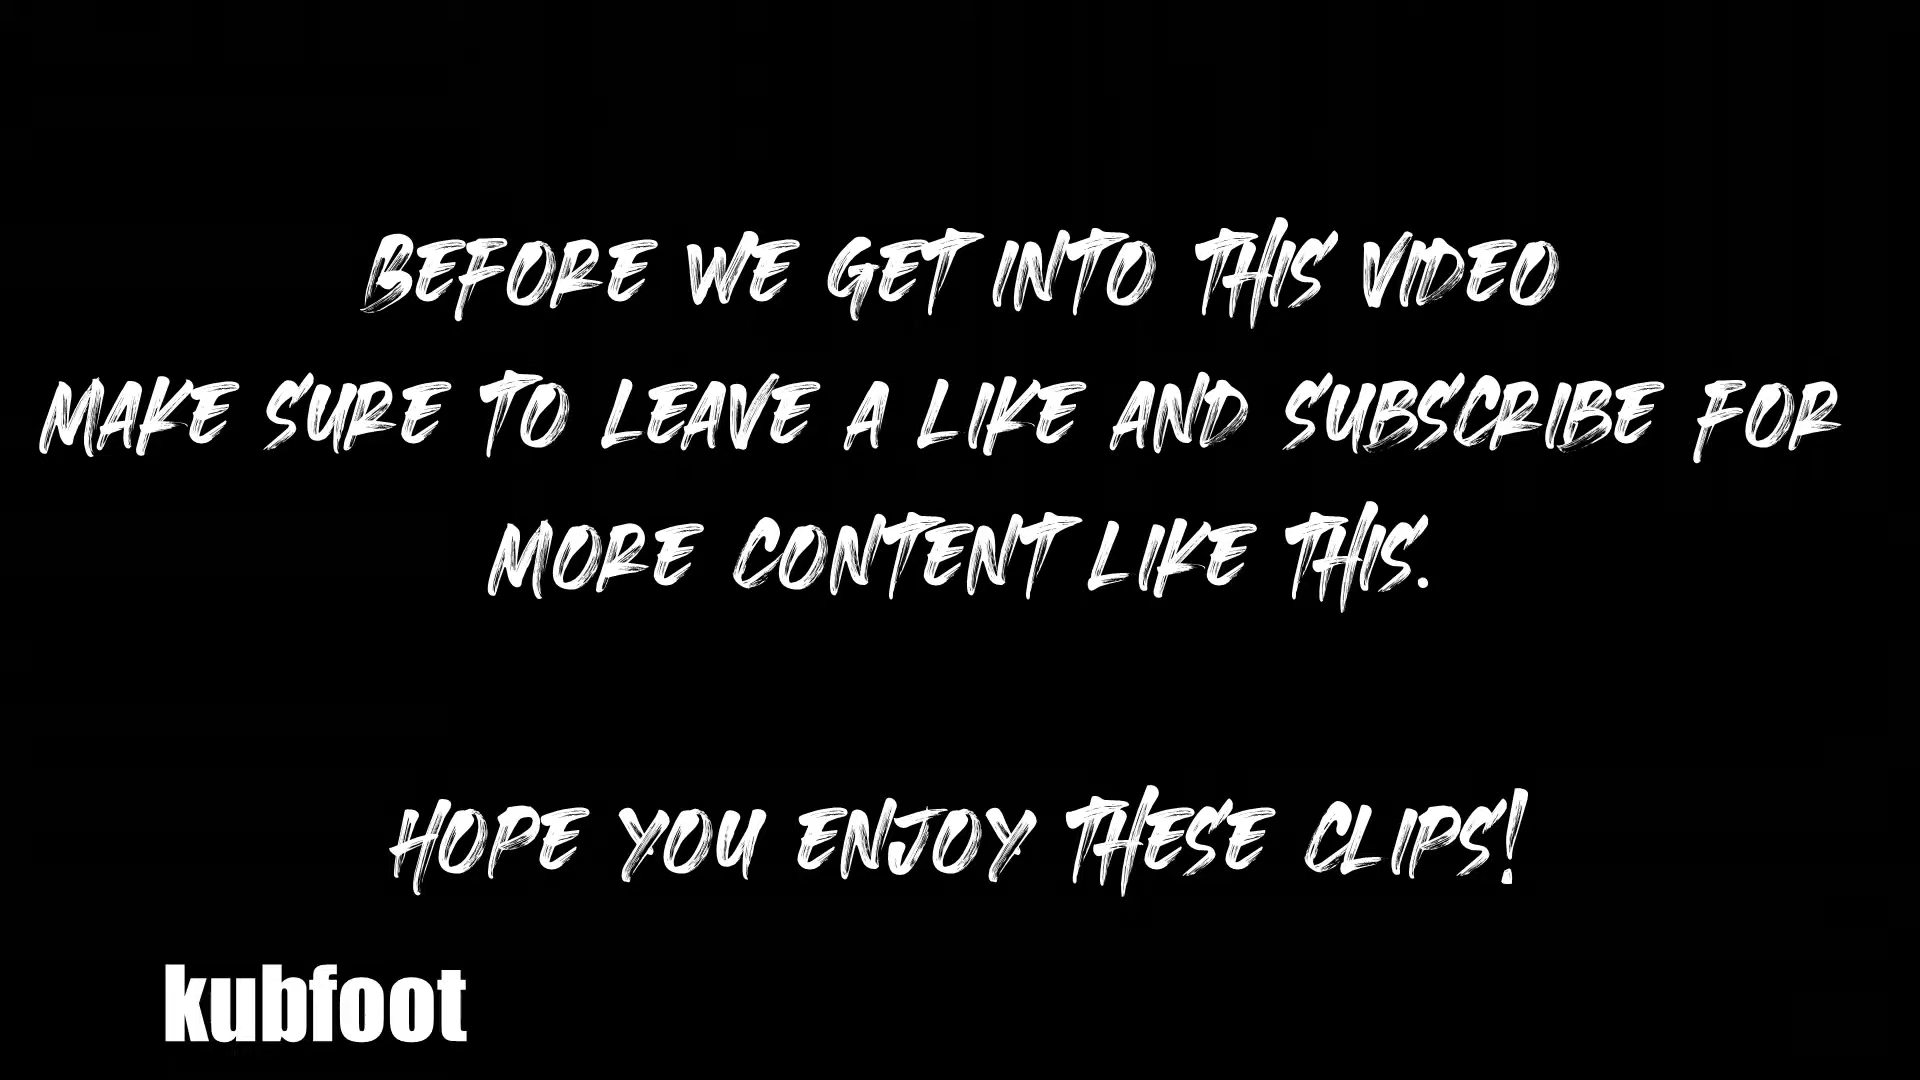 BEFORE WE GET INTO THIS VIDEO
MAKE SURE TO LEAVE A LIKE AND SUBSCRIBE FOR
MORE CONTENT LIKE THIS.
HOPE YOU ENJOY THESE CLIPS!
kubfoot